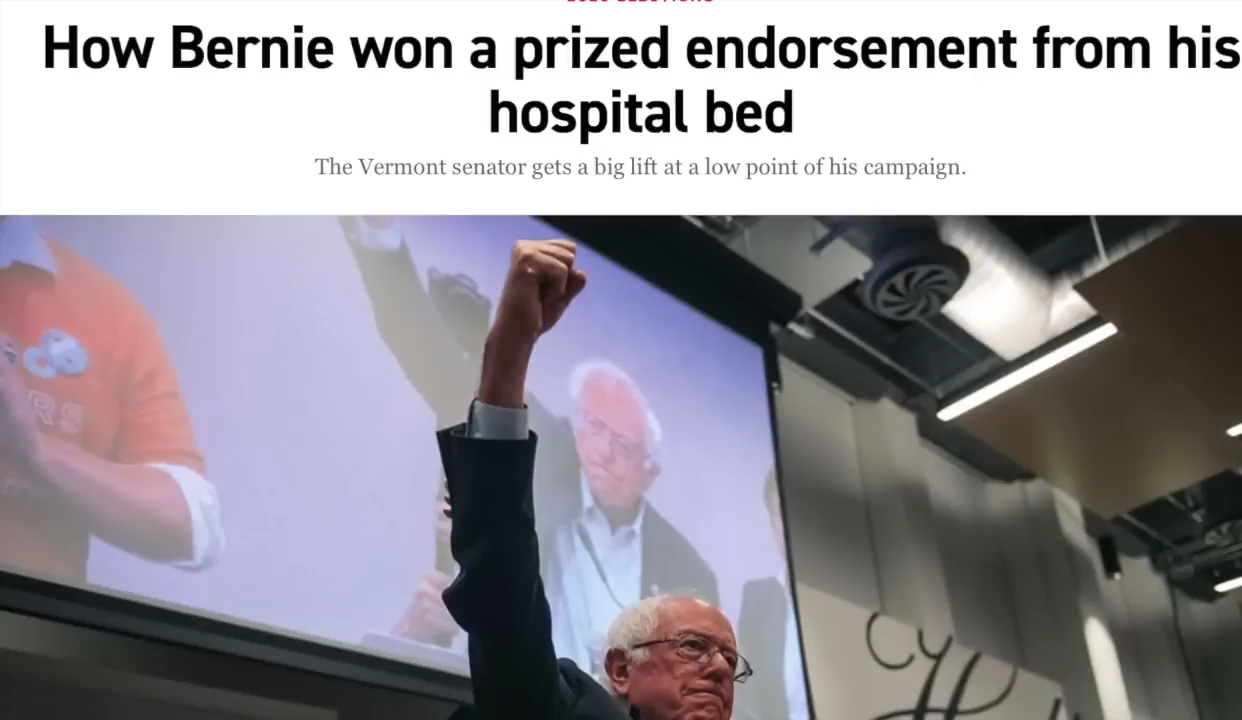 How Bernie won a prized endorsement from his
hospital bed
The Vermont senator gets a big lift at a low point of his campaign.
RS